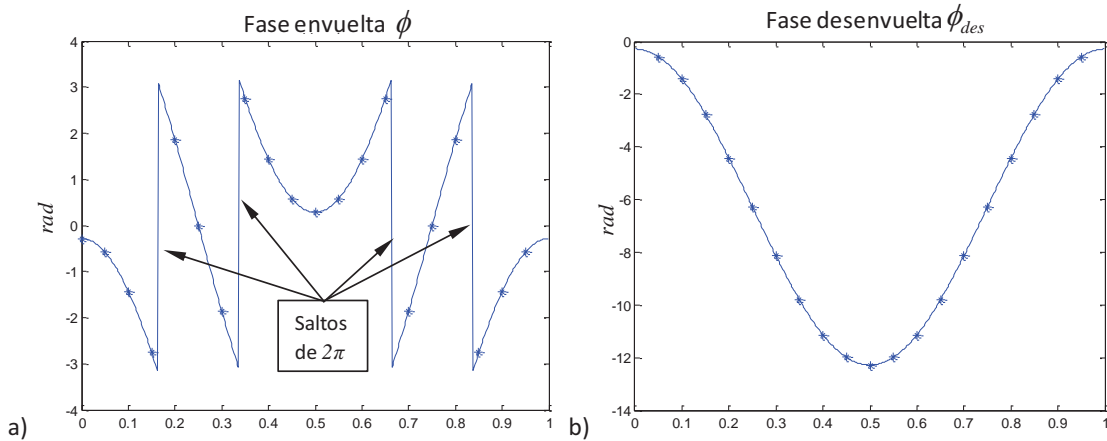 Fase envuelta ϕ
4
3
2
1
0
-1
-2
-3
-4
rad
0 0.1 0.2 0.3 0.4 0.5 0.6 0.7 0.8 0.9 1
Saltos
de 2π
a)
Fase desenvuelta ϕdes
0
-2
-4
-6
-8
-10
-12
-14
rad
0 0.1 0.2 0.3 0.4 0.5 0.6 0.7 0.8 0.9 1
b)